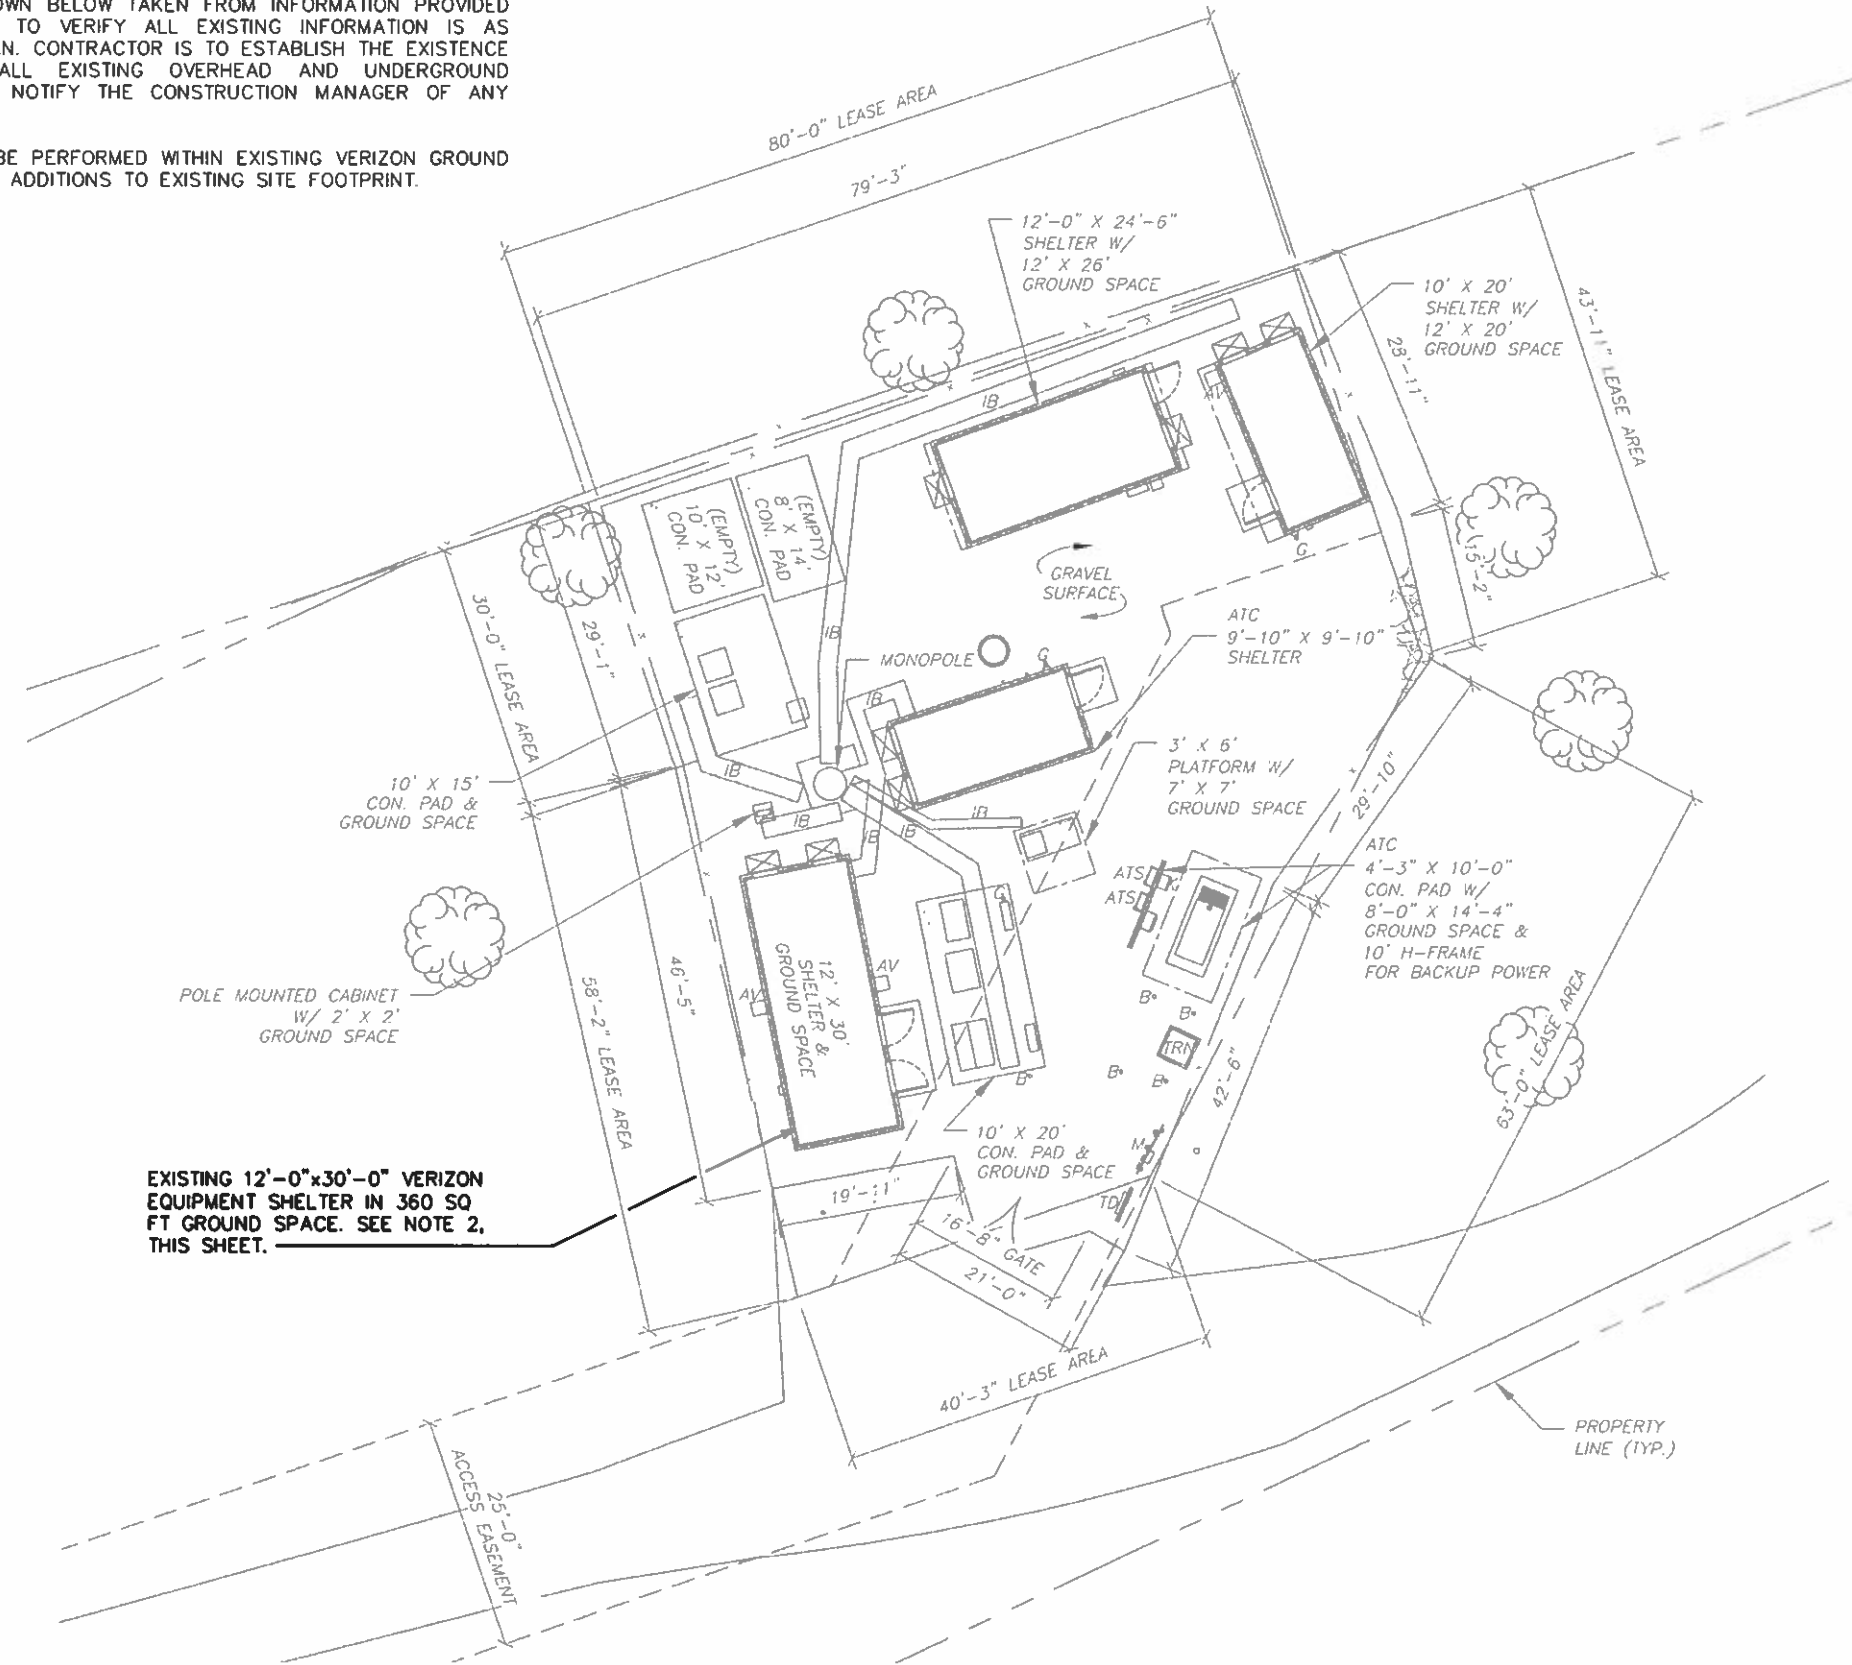 OWN BELOW TAKEN FROM INFORMATION PROVIDED
TO VERIFY ALL EXISTING INFORMATION IS AS
N. CONTRACTOR IS TO ESTABLISH THE EXISTENCE
ALL EXISTING OVERHEAD AND UNDERGROUND
NOTIFY THE CONSTRUCTION MANAGER OF ANY
BE PERFORMED WITHIN EXISTING VERIZON GROUND
ADDITIONS TO EXISTING SITE FOOTPRINT.
80'-0" LEASE AREA
79'-3"
12'-0" X 24'-6"
SHELTER W/
12' X 26'
GROUND SPACE
10' X 20'
SHELTER W/
12' X 20'
GROUND SPACE
43'-11" LEASE AREA
28'-11"
15'-2"
IB
(EMPTY)
8' X 14'
CON. PAD
(EMPTY)
10' X 12'
CON. PAD
G
GRAVEL
SURFACE
30'-0" LEASE AREA
29'-1"
IB
MONOPOLE
G
ATC
9'-10" X 9'-10"
SHELTER
IB
10' X 15'
CON. PAD &
GROUND SPACE
IB
IB
IB
IB
IB
3' X 6'
PLATFORM W/
7' X 7'
GROUND SPACE
29'-10"
ATC
4'-3" X 10'-0"
CON. PAD W/
8'-0" X 14'-4"
GROUND SPACE &
10' H-FRAME
FOR BACKUP POWER
ATS
ATS
G
POLE MOUNTED CABINET
W/ 2' X 2'
GROUND SPACE
58'-2" LEASE AREA
46'-5"
AV
AV
12' X 30'
SHELTER &
GROUND SPACE
B
B
TRN
B
B
B
42'-6"
63'-0" LEASE AREA
10' X 20'
CON. PAD &
GROUND SPACE
M
TD
EXISTING 12'-0"x30'-0" VERIZON
EQUIPMENT SHELTER IN 360 SQ
FT GROUND SPACE. SEE NOTE 2,
THIS SHEET.
19'-11"
16'-8" GATE
21'-0"
40'-3" LEASE AREA
PROPERTY
LINE (TYP.)
25'-0"
ACCESS EASEMENT